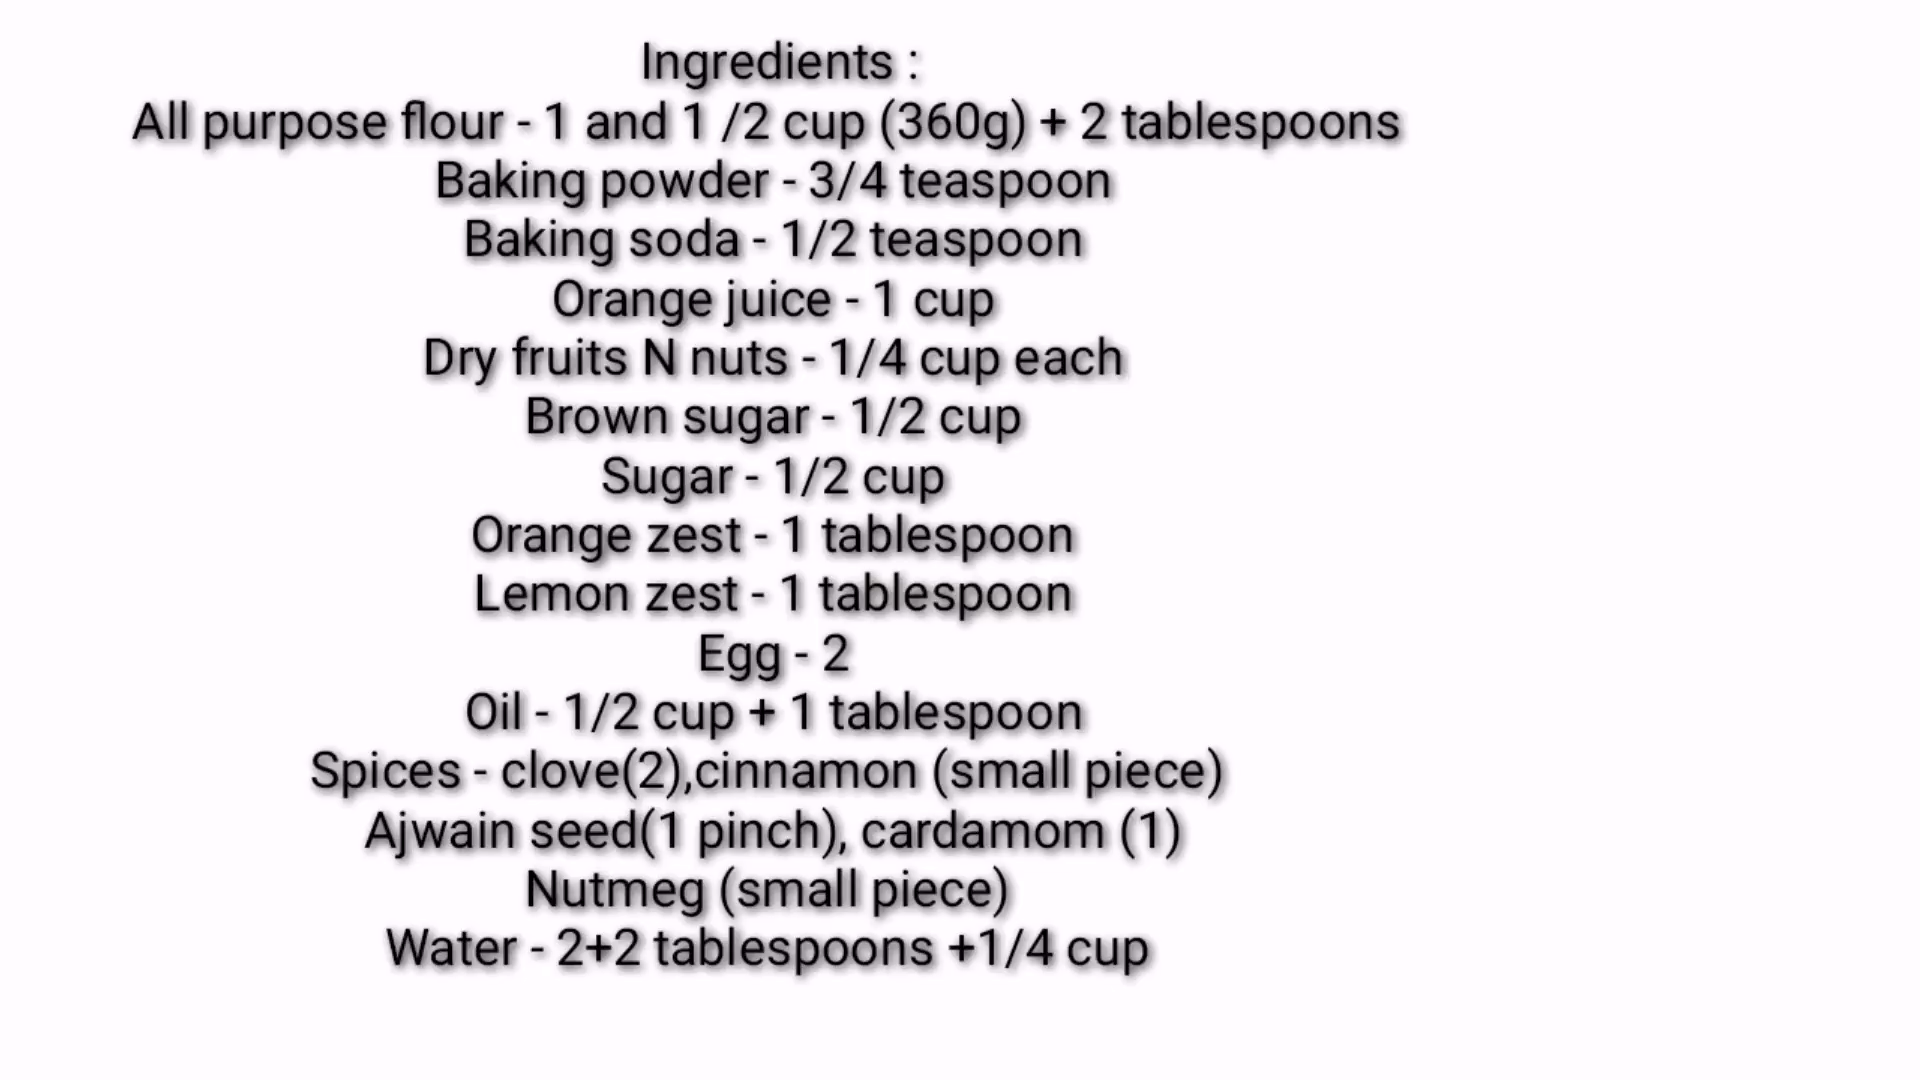 Ingredients :
All purpose flour - 1 and 1 /2 cup (360g) + 2 tablespoons
Baking powder - 3/4 teaspoon
Baking soda - 1/2 teaspoon
Orange juice - 1 cup
Dry fruits N nuts - 1/4 cup each
Brown sugar - 1/2 cup
Sugar - 1/2 cup
Orange zest - 1 tablespoon
Lemon zest - 1 tablespoon
Egg - 2
Oil - 1/2 cup + 1 tablespoon
Spices - clove(2),cinnamon (small piece)
Ajwain seed(1 pinch), cardamom (1)
Nutmeg (small piece)
Water - 2+2 tablespoons +1/4 cup